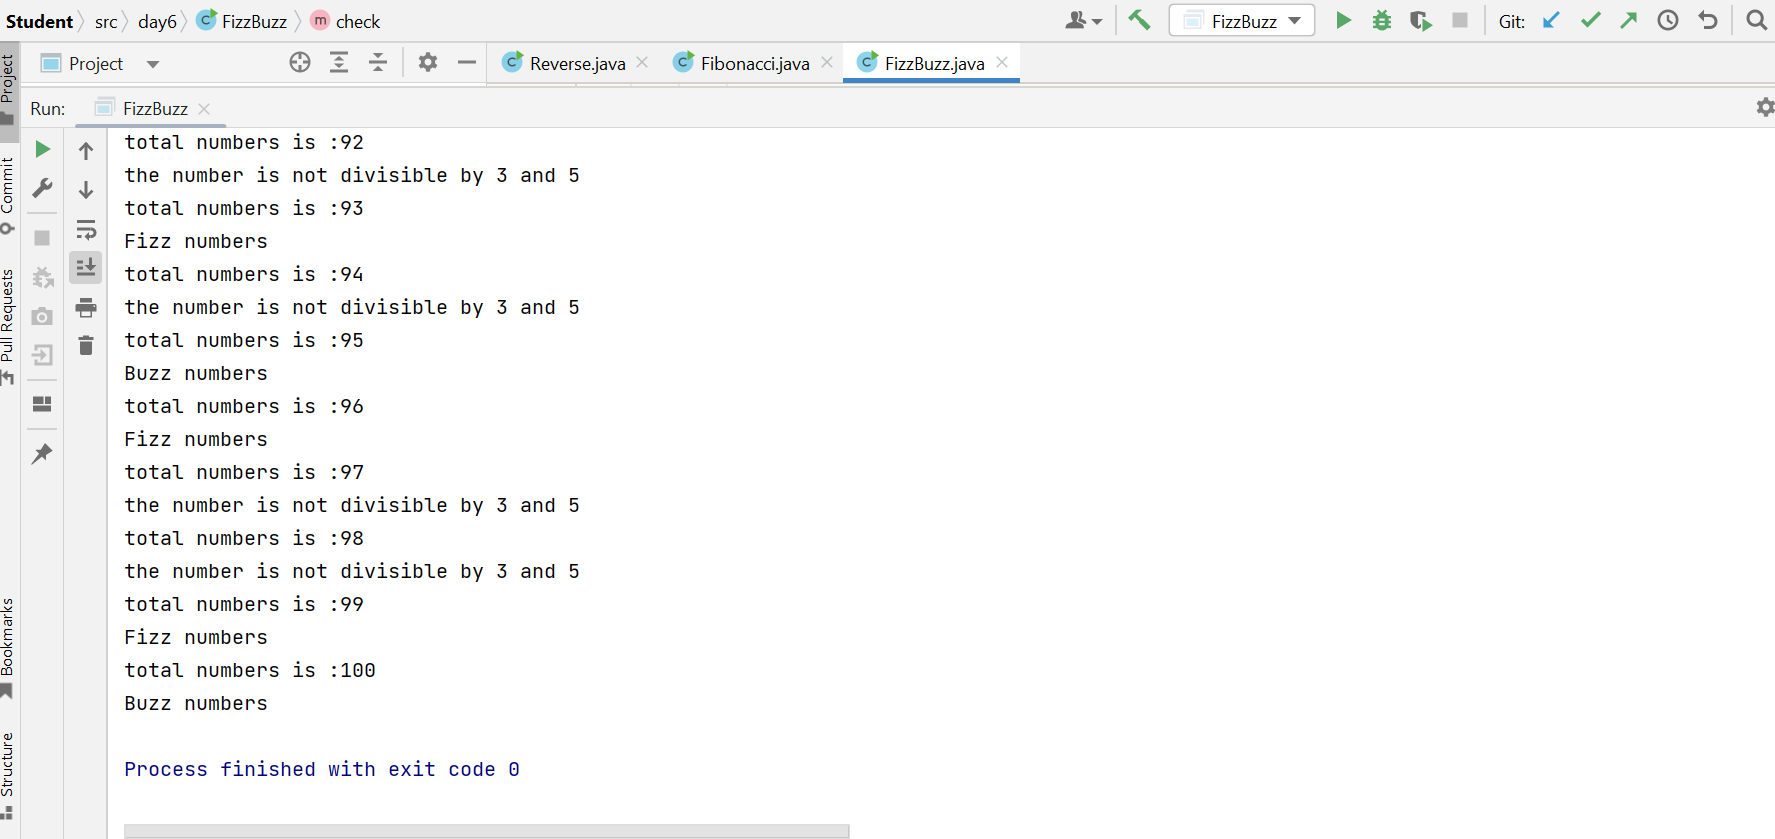 Student src day6 C FizzBuzz m check
FizzBuzz Git:
Project
Project
Reverse.java
Fibonacci.java
FizzBuzz.java
Run: FizzBuzz
Commit
Pull Requests
Bookmarks
Structure
total numbers is :92
the number is not divisible by 3 and 5
total numbers is :93
Fizz numbers
total numbers is :94
the number is not divisible by 3 and 5
total numbers is :95
Buzz numbers
total numbers is :96
Fizz numbers
total numbers is :97
the number is not divisible by 3 and 5
total numbers is :98
the number is not divisible by 3 and 5
total numbers is :99
Fizz numbers
total numbers is :100
Buzz numbers
Process finished with exit code 0